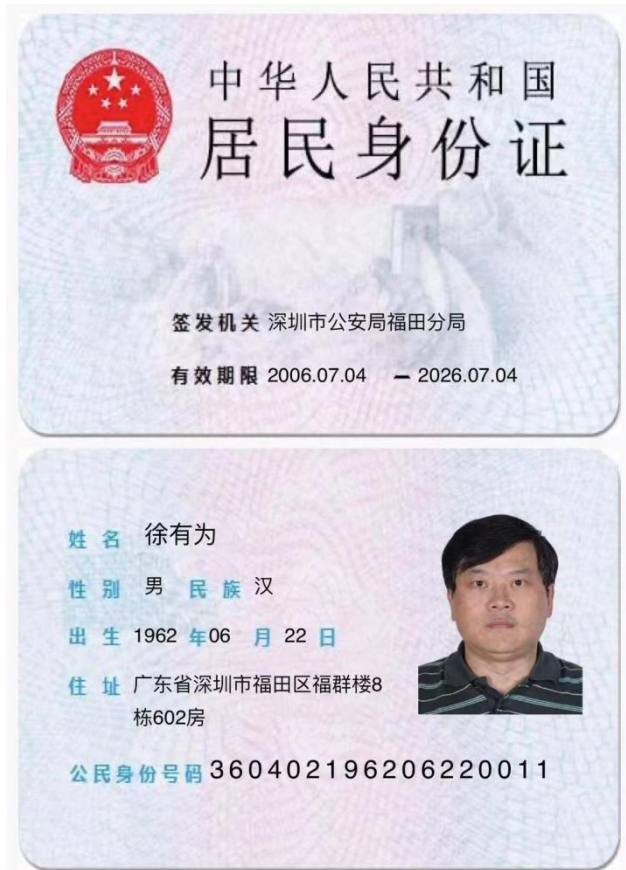 中华人民共和国
居民身份证
签发机关 深圳市公安局福田分局
有效期限 2006.07.04 — 2026.07.04
姓名 徐有为
性别 男 民族 汉
出生 1962 年06 月 22 日
住址 广东省深圳市福田区福群楼8
栋602房
公民身份号码 360402196206220011